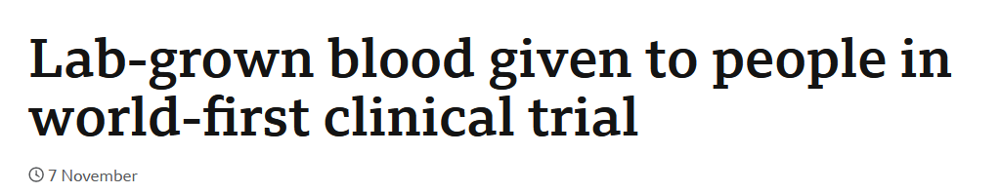 Lab-grown blood given to people in
world-first clinical trial
7 November